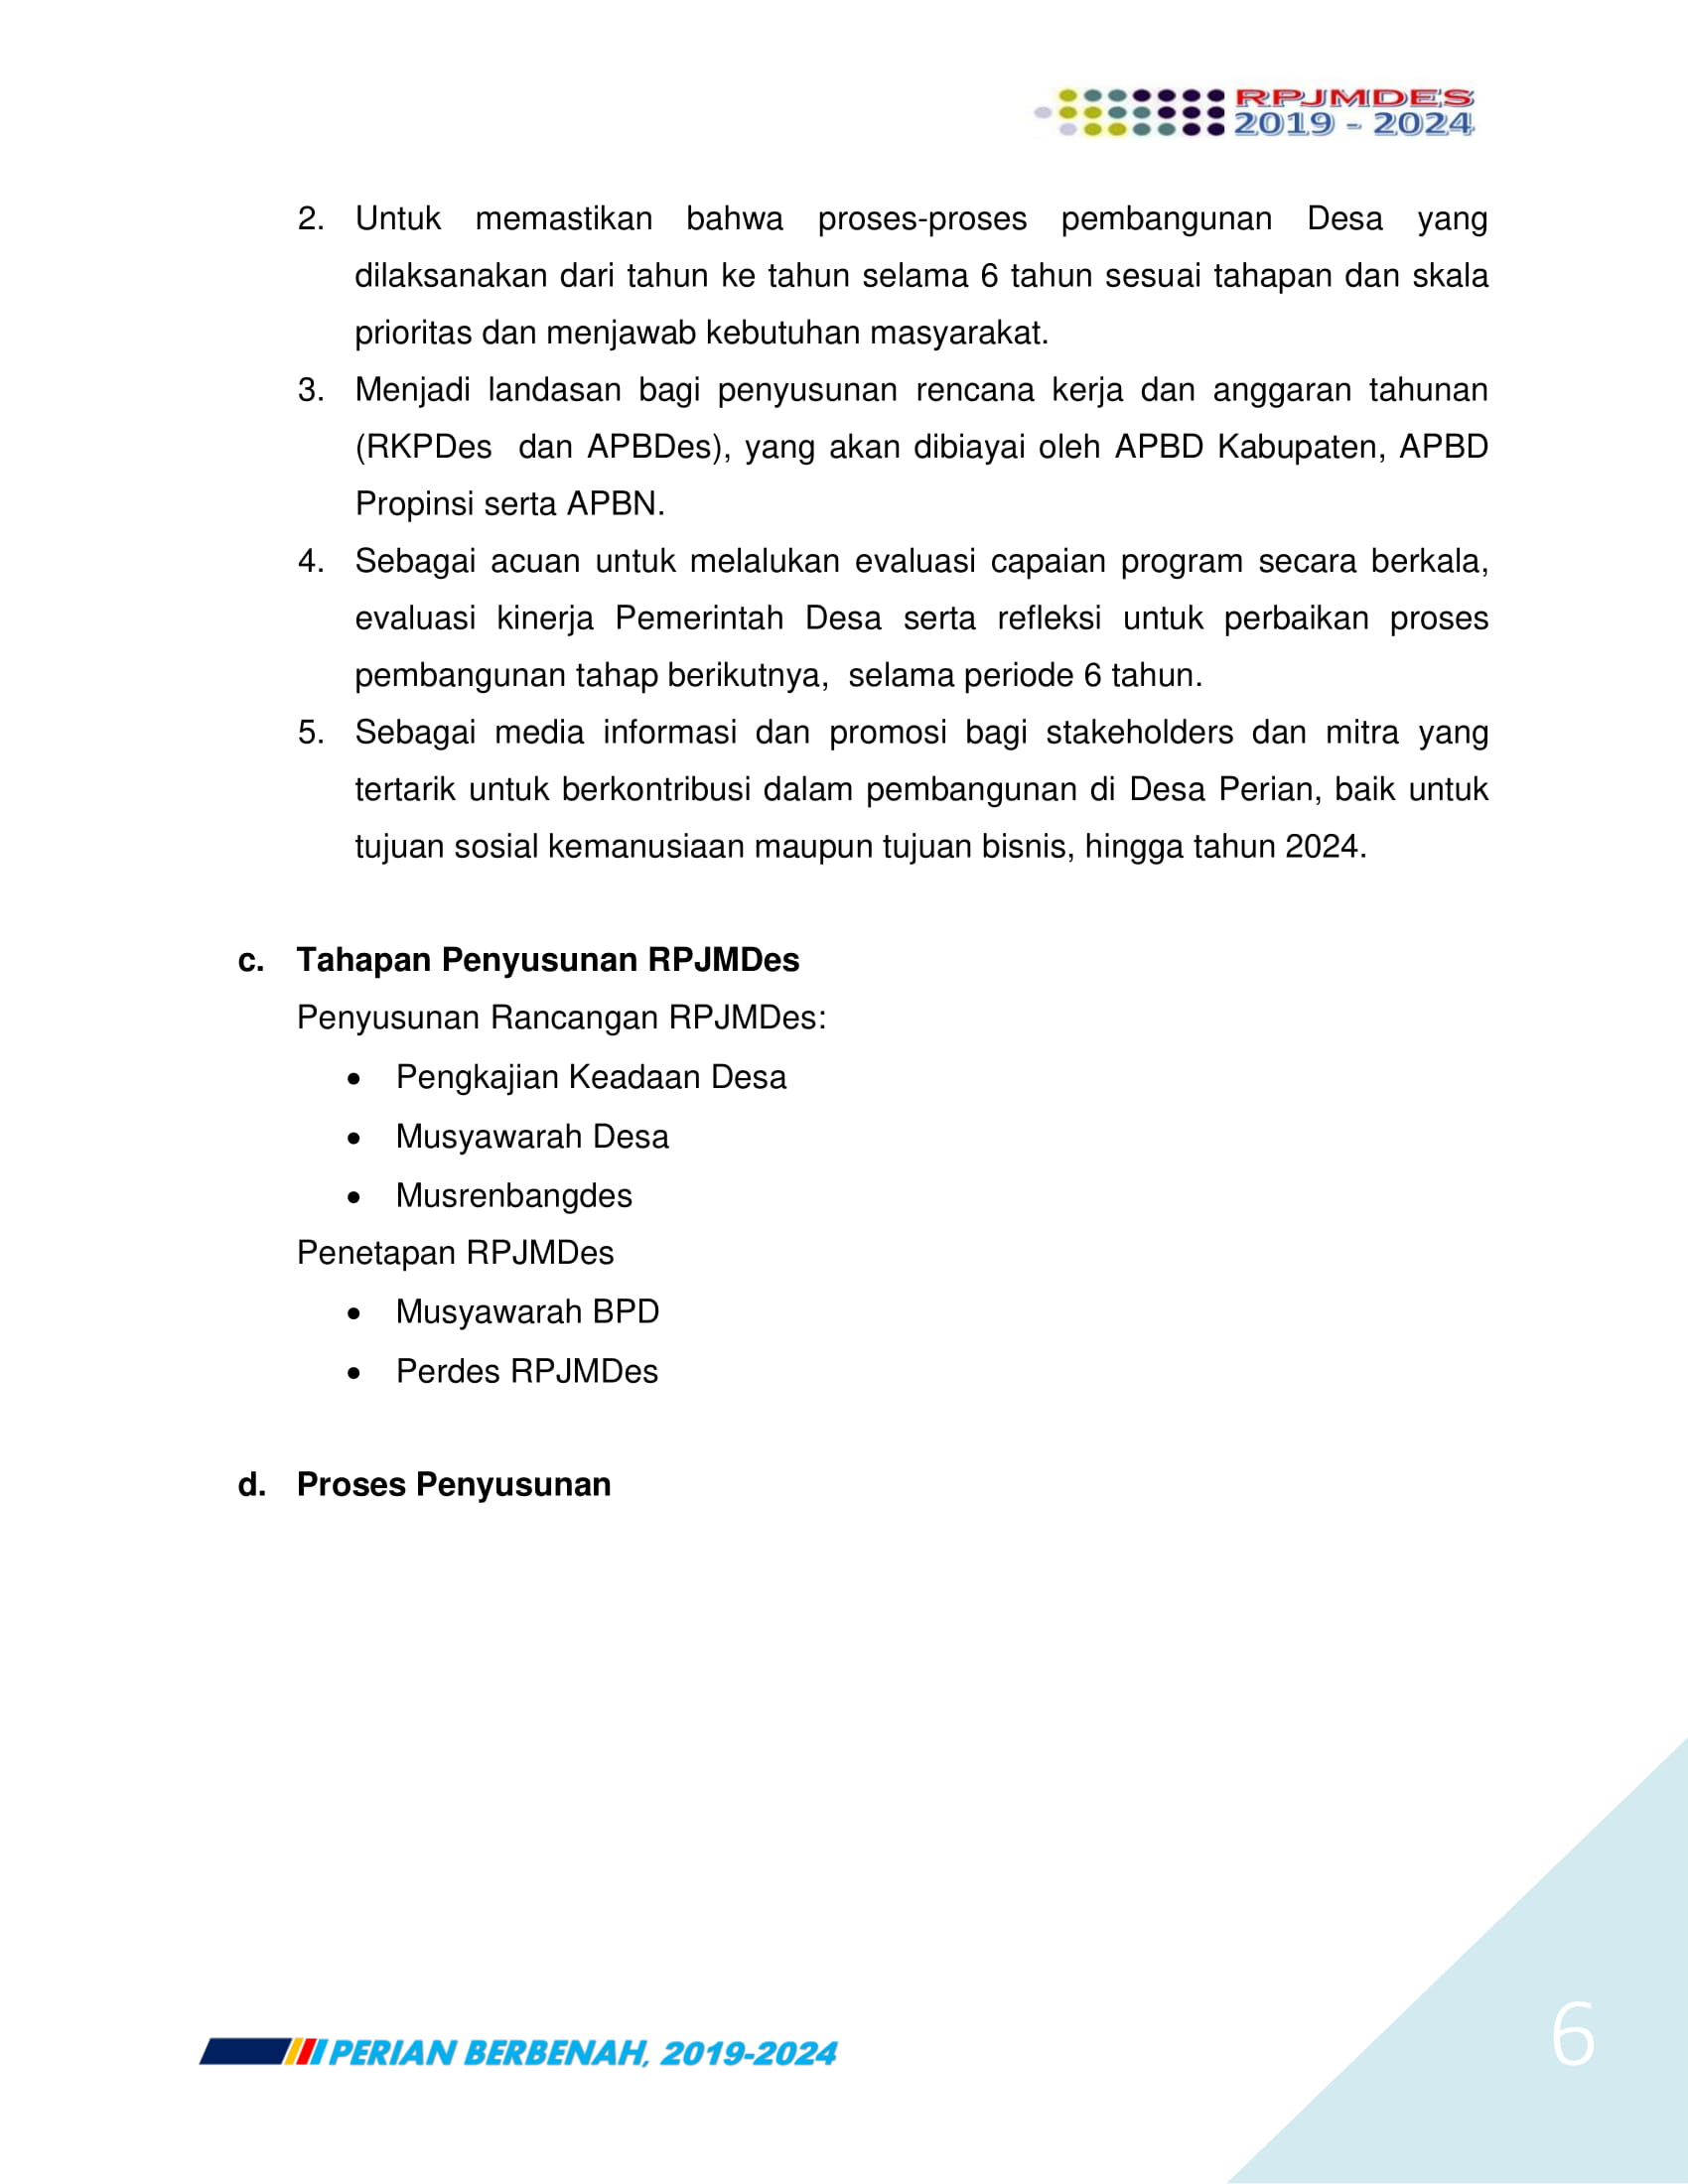 RPJMDES
2019 - 2024
2. Untuk memastikan bahwa proses-proses pembangunan Desa yang
dilaksanakan dari tahun ke tahun selama 6 tahun sesuai tahapan dan skala
prioritas dan menjawab kebutuhan masyarakat.
3. Menjadi landasan bagi penyusunan rencana kerja dan anggaran tahunan
(RKPDes dan APBDes), yang akan dibiayai oleh APBD Kabupaten, APBD
Propinsi serta APBN.
4. Sebagai acuan untuk melalukan evaluasi capaian program secara berkala,
evaluasi kinerja Pemerintah Desa serta refleksi untuk perbaikan proses
pembangunan tahap berikutnya, selama periode 6 tahun.
5. Sebagai media informasi dan promosi bagi stakeholders dan mitra yang
tertarik untuk berkontribusi dalam pembangunan di Desa Perian, baik untuk
tujuan sosial kemanusiaan maupun tujuan bisnis, hingga tahun 2024.
c. Tahapan Penyusunan RPJMDes
Penyusunan Rancangan RPJMDes:
• Pengkajian Keadaan Desa
• Musyawarah Desa
• Musrenbangdes
Penetapan RPJMDes
• Musyawarah BPD
• Perdes RPJMDes
d. Proses Penyusunan
PERIAN BERBENAH, 2019-2024
6